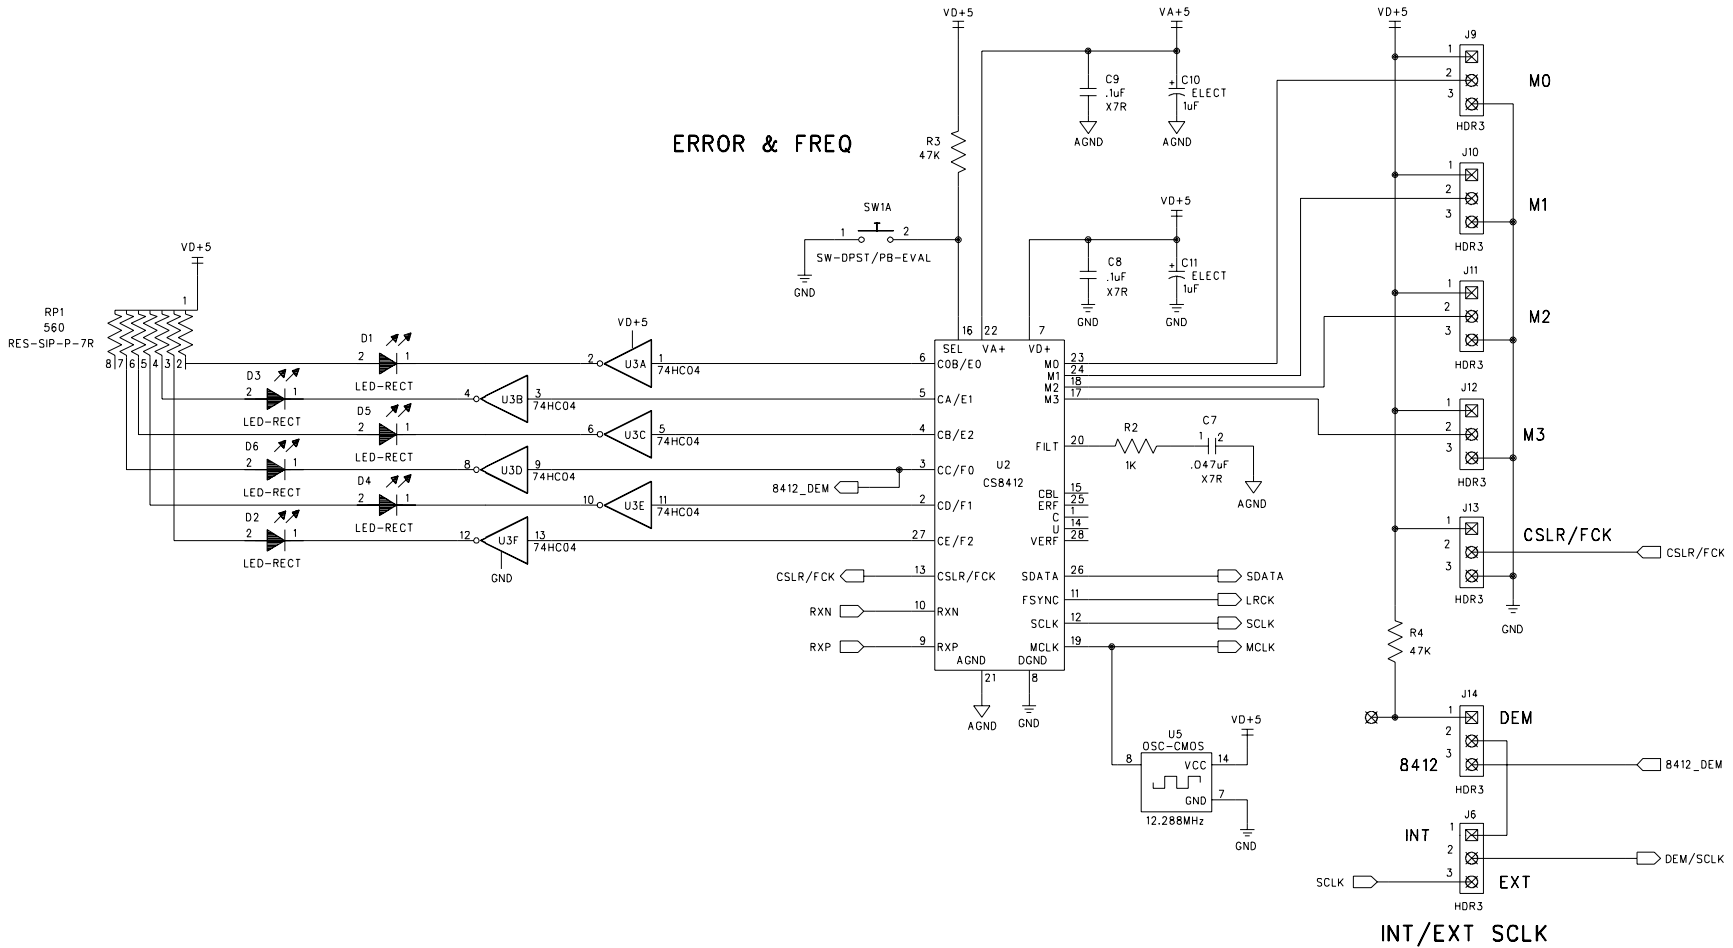 VD+5
VA+5
VD+5
J9
1
2
3
M0
HDR3
C9
.1uF
X7R
AGND
+
C10
ELECT
1uF
AGND
ERROR & FREQ
R3
47K
J10
1
2
3
M1
HDR3
SW1A
1
2
SW-DPST/PB-EVAL
GND
VD+5
C8
.1uF
X7R
GND
+
C11
ELECT
1uF
GND
J11
1
2
3
M2
HDR3
J12
1
2
3
M3
HDR3
J13
1
2
3
CSLR/FCK
CSLR/FCK
HDR3
GND
R4
47K
J14
1
2
3
DEM
8412
8412_DEM
HDR3
J6
1
2
3
INT
DEM/SCLK
SCLK
EXT
HDR3
INT/EXT SCLK
VD+5
RP1
560
RES-SIP-P-7R
1
8 7 6 5 4 3 2
D1
2
1
LED-RECT
VD+5
2
U3A
1
74HC04
D3
2
1
LED-RECT
4
U3B
3
74HC04
D5
2
1
LED-RECT
6
U3C
5
74HC04
D6
2
1
LED-RECT
8
U3D
9
74HC04
8412_DEM
D4
2
1
LED-RECT
10
U3E
11
74HC04
D2
2
1
LED-RECT
12
U3F
13
74HC04
GND
CSLR/FCK
RXN
RXP
16
22
7
SEL
VA+
VD+
6
COB/E0
5
CA/E1
4
CB/E2
3
CC/F0
2
CD/F1
27
CE/F2
13
CSLR/FCK
10
RXN
9
RXP
U2
CS8412
M0
23
M1
24
M2
18
M3
17
FILT
20
R2
1K
C7
1
2
.047uF
X7R
AGND
CBL
15
ERF
25
C
1
U
14
VERF
28
SDATA
26
SDATA
FSYNC
11
LRCK
SCLK
12
SCLK
MCLK
19
MCLK
AGND
DGND
21
8
AGND
GND
U5
OSC-CMOS
VD+5
8
VCC
14
GND
7
12.288MHz
GND